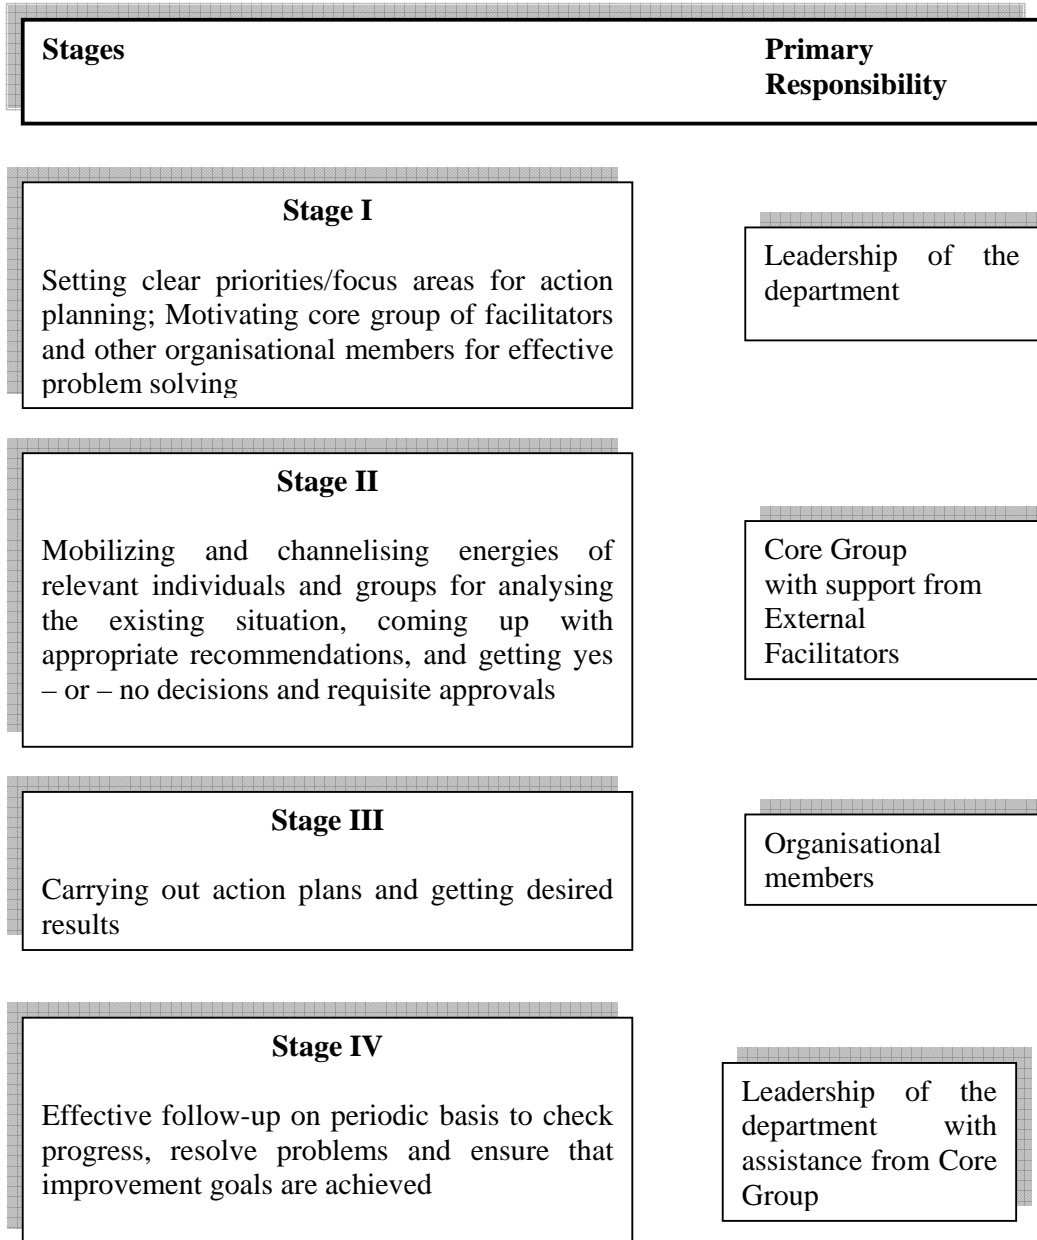 Stages
Primary
Responsibility
Stage I
Setting clear priorities/focus areas for action
planning; Motivating core group of facilitators
and other organisational members for effective
problem solving
Leadership of the
department
Stage II
Mobilizing and channelising energies of
relevant individuals and groups for analysing
the existing situation, coming up with
appropriate recommendations, and getting yes
– or – no decisions and requisite approvals
Core Group
with support from
External
Facilitators
Stage III
Carrying out action plans and getting desired
results
Organisational
members
Stage IV
Effective follow-up on periodic basis to check
progress, resolve problems and ensure that
improvement goals are achieved
Leadership of the
department with
assistance from Core
Group